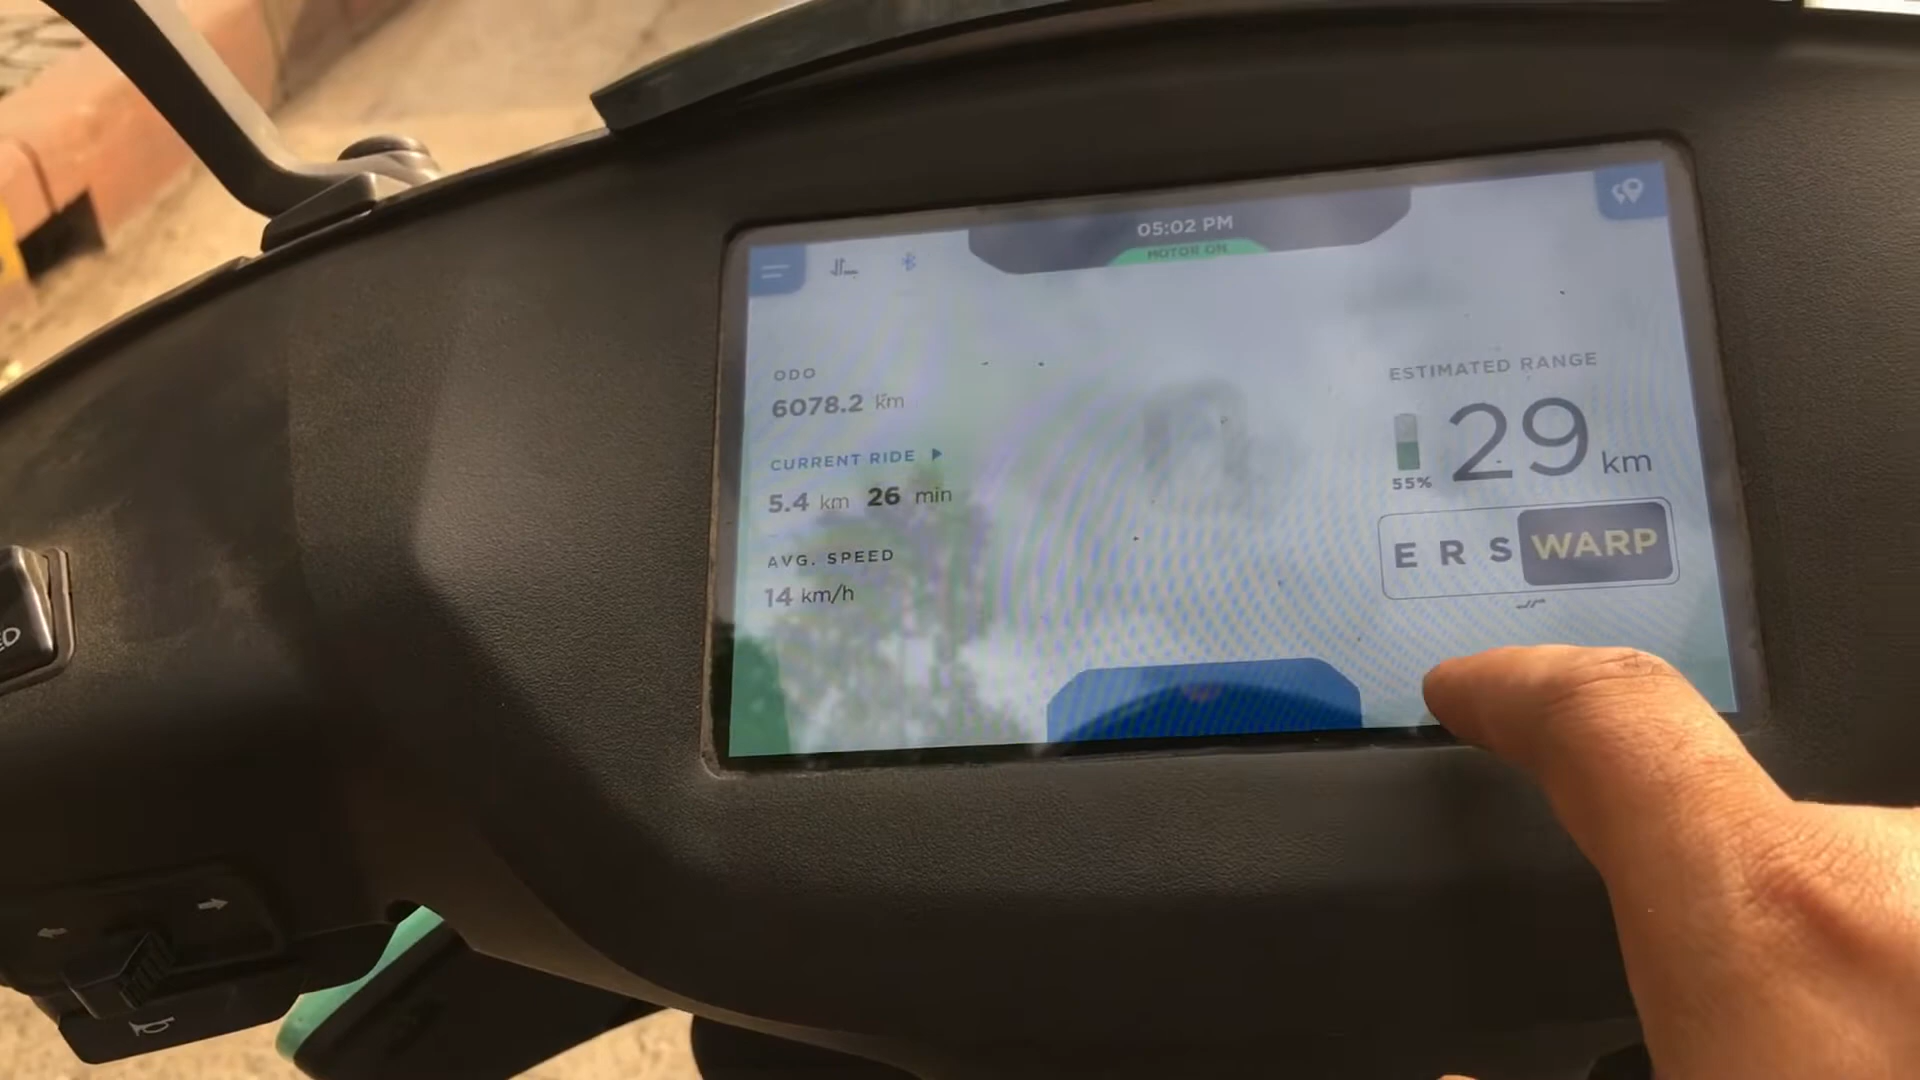 05:02 PM
MOTOR ON
ODO
6078.2 km
CURRENT RIDE
5.4 km 26 min
AVG. SPEED
14 km/h
ESTIMATED RANGE
29 km
55%
E R S WARP